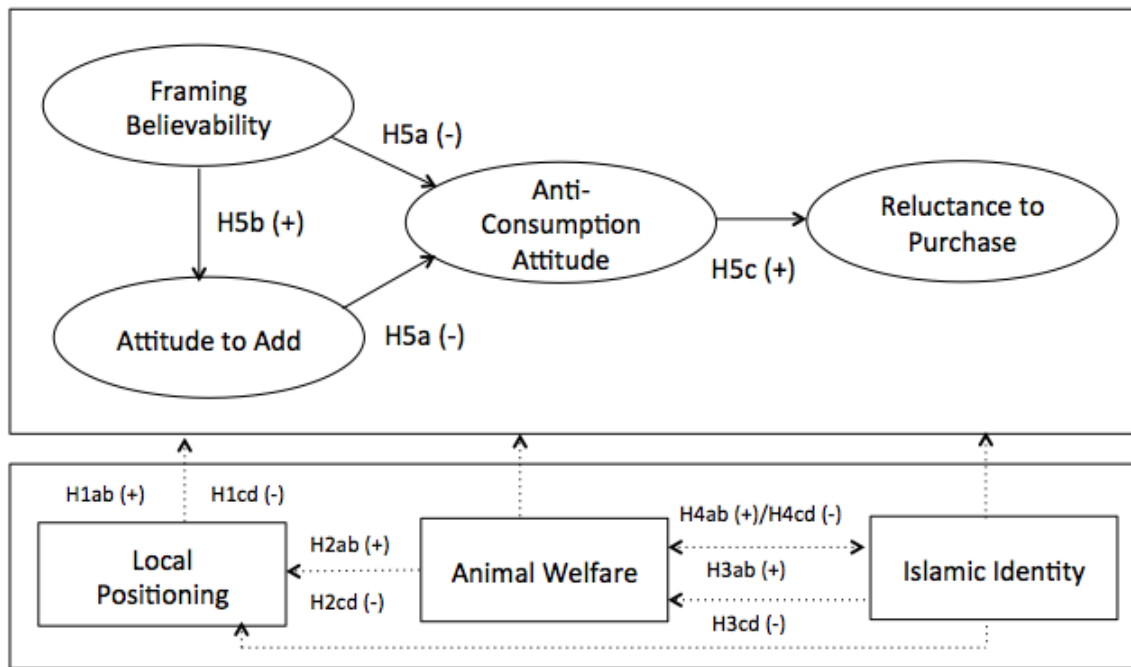 Framing
Believability
H5a (-)
H5b (+)
Anti-
Consumption
Attitude
Reluctance to
Purchase
H5c (+)
Attitude to Add
H5a (-)
H1ab (+)
H1cd (-)
H4ab (+)/H4cd (-)
Local
Positioning
H2ab (+)
H2cd (-)
Animal Welfare
H3ab (+)
H3cd (-)
Islamic Identity